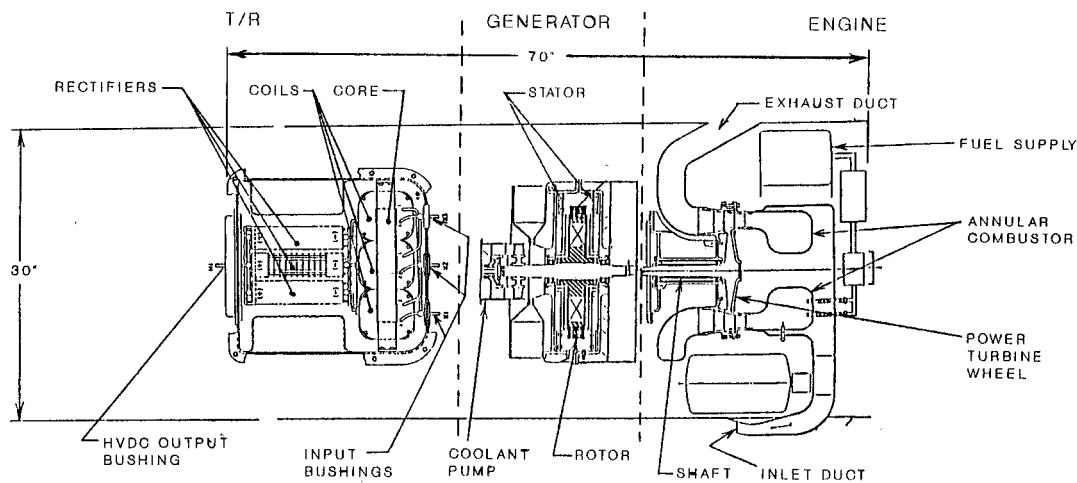 T/R
GENERATOR
ENGINE
70"
RECTIFIERS
COILS
CORE
STATOR
EXHAUST DUCT
FUEL SUPPLY
ANNULAR
COMBUSTOR
30"
POWER
TURBINE
WHEEL
HVDC OUTPUT
BUSHING
INPUT
BUSHINGS
COOLANT
PUMP
ROTOR
SHAFT
INLET DUCT